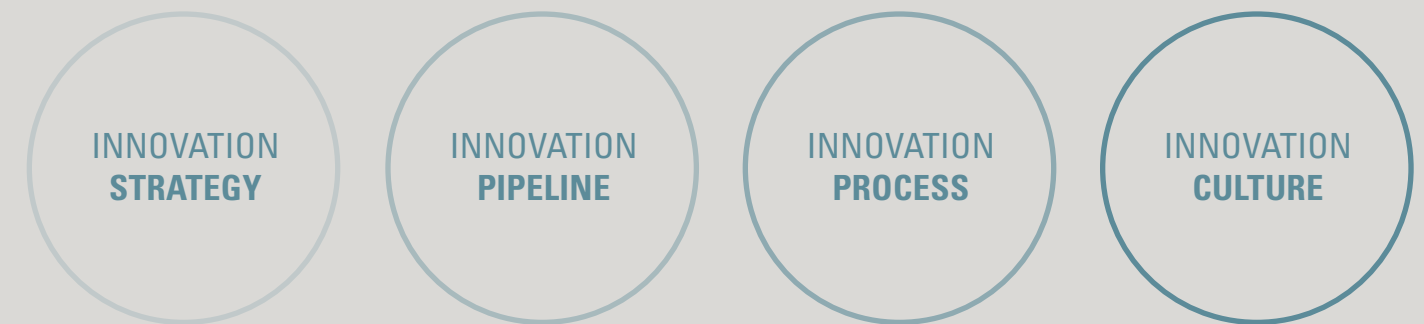 INNOVATION
STRATEGY
INNOVATION
PIPELINE
INNOVATION
PROCESS
INNOVATION
CULTURE